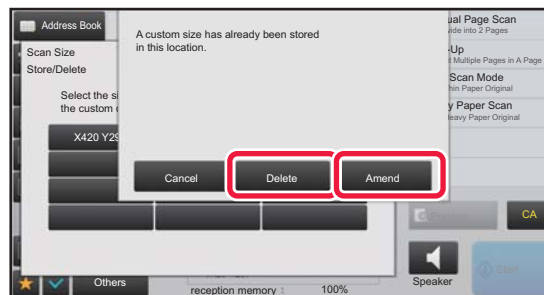 Address Book
A custom size has already been stored
in this location.
Scan Size
Store/Delete
Select the si
the custom
X420 Y29
Cancel
Delete
Amend
ual Page Scan
vide into 2 Pages
-Up
t Multiple Pages in A Page
Scan Mode
hin Paper Original
y Paper Scan
eavy Paper Original
CA
Start
Others
reception memory : 100%
Speaker